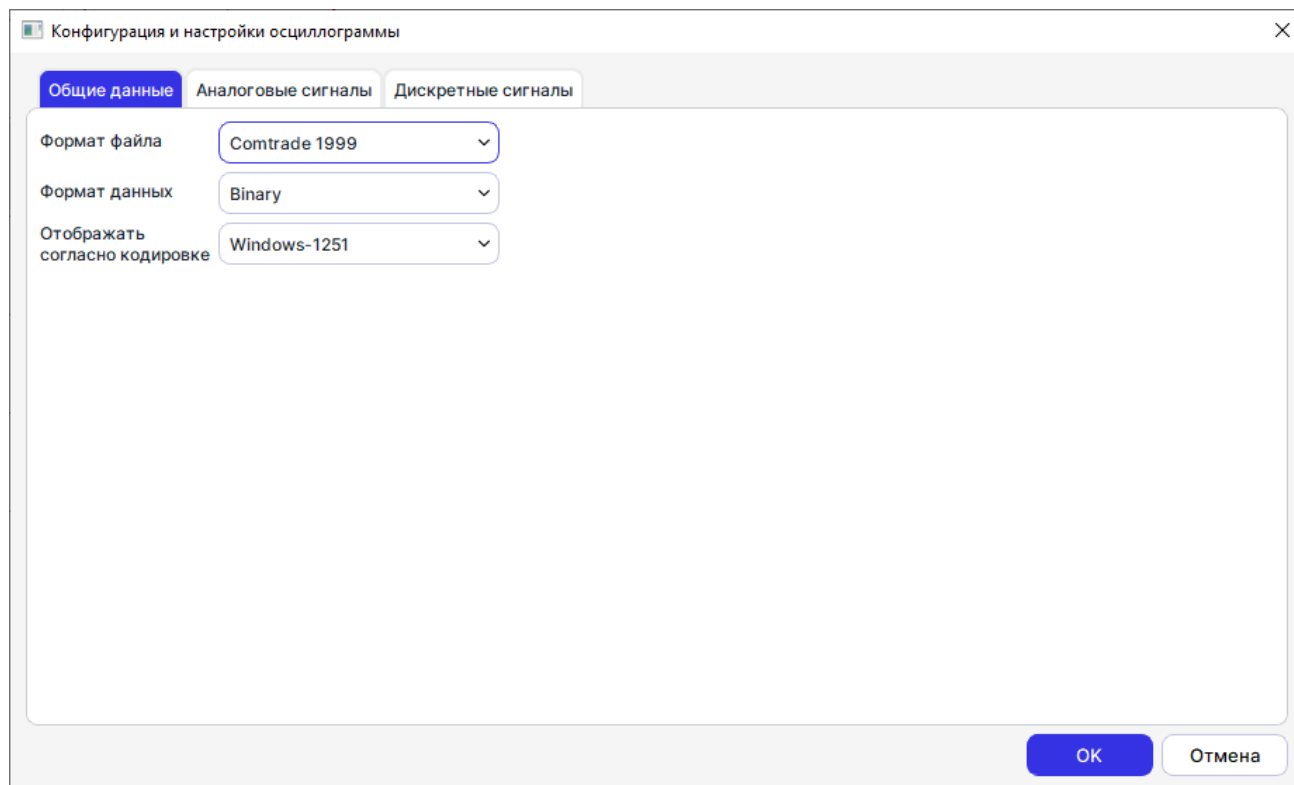 Конфигурация и настройки осциллограммы
Общие данные Аналоговые сигналы Дискретные сигналы
Формат файла Comtrade 1999
Формат данных Binary
Отображать
согласно кодировке Windows-1251
OK Отмена